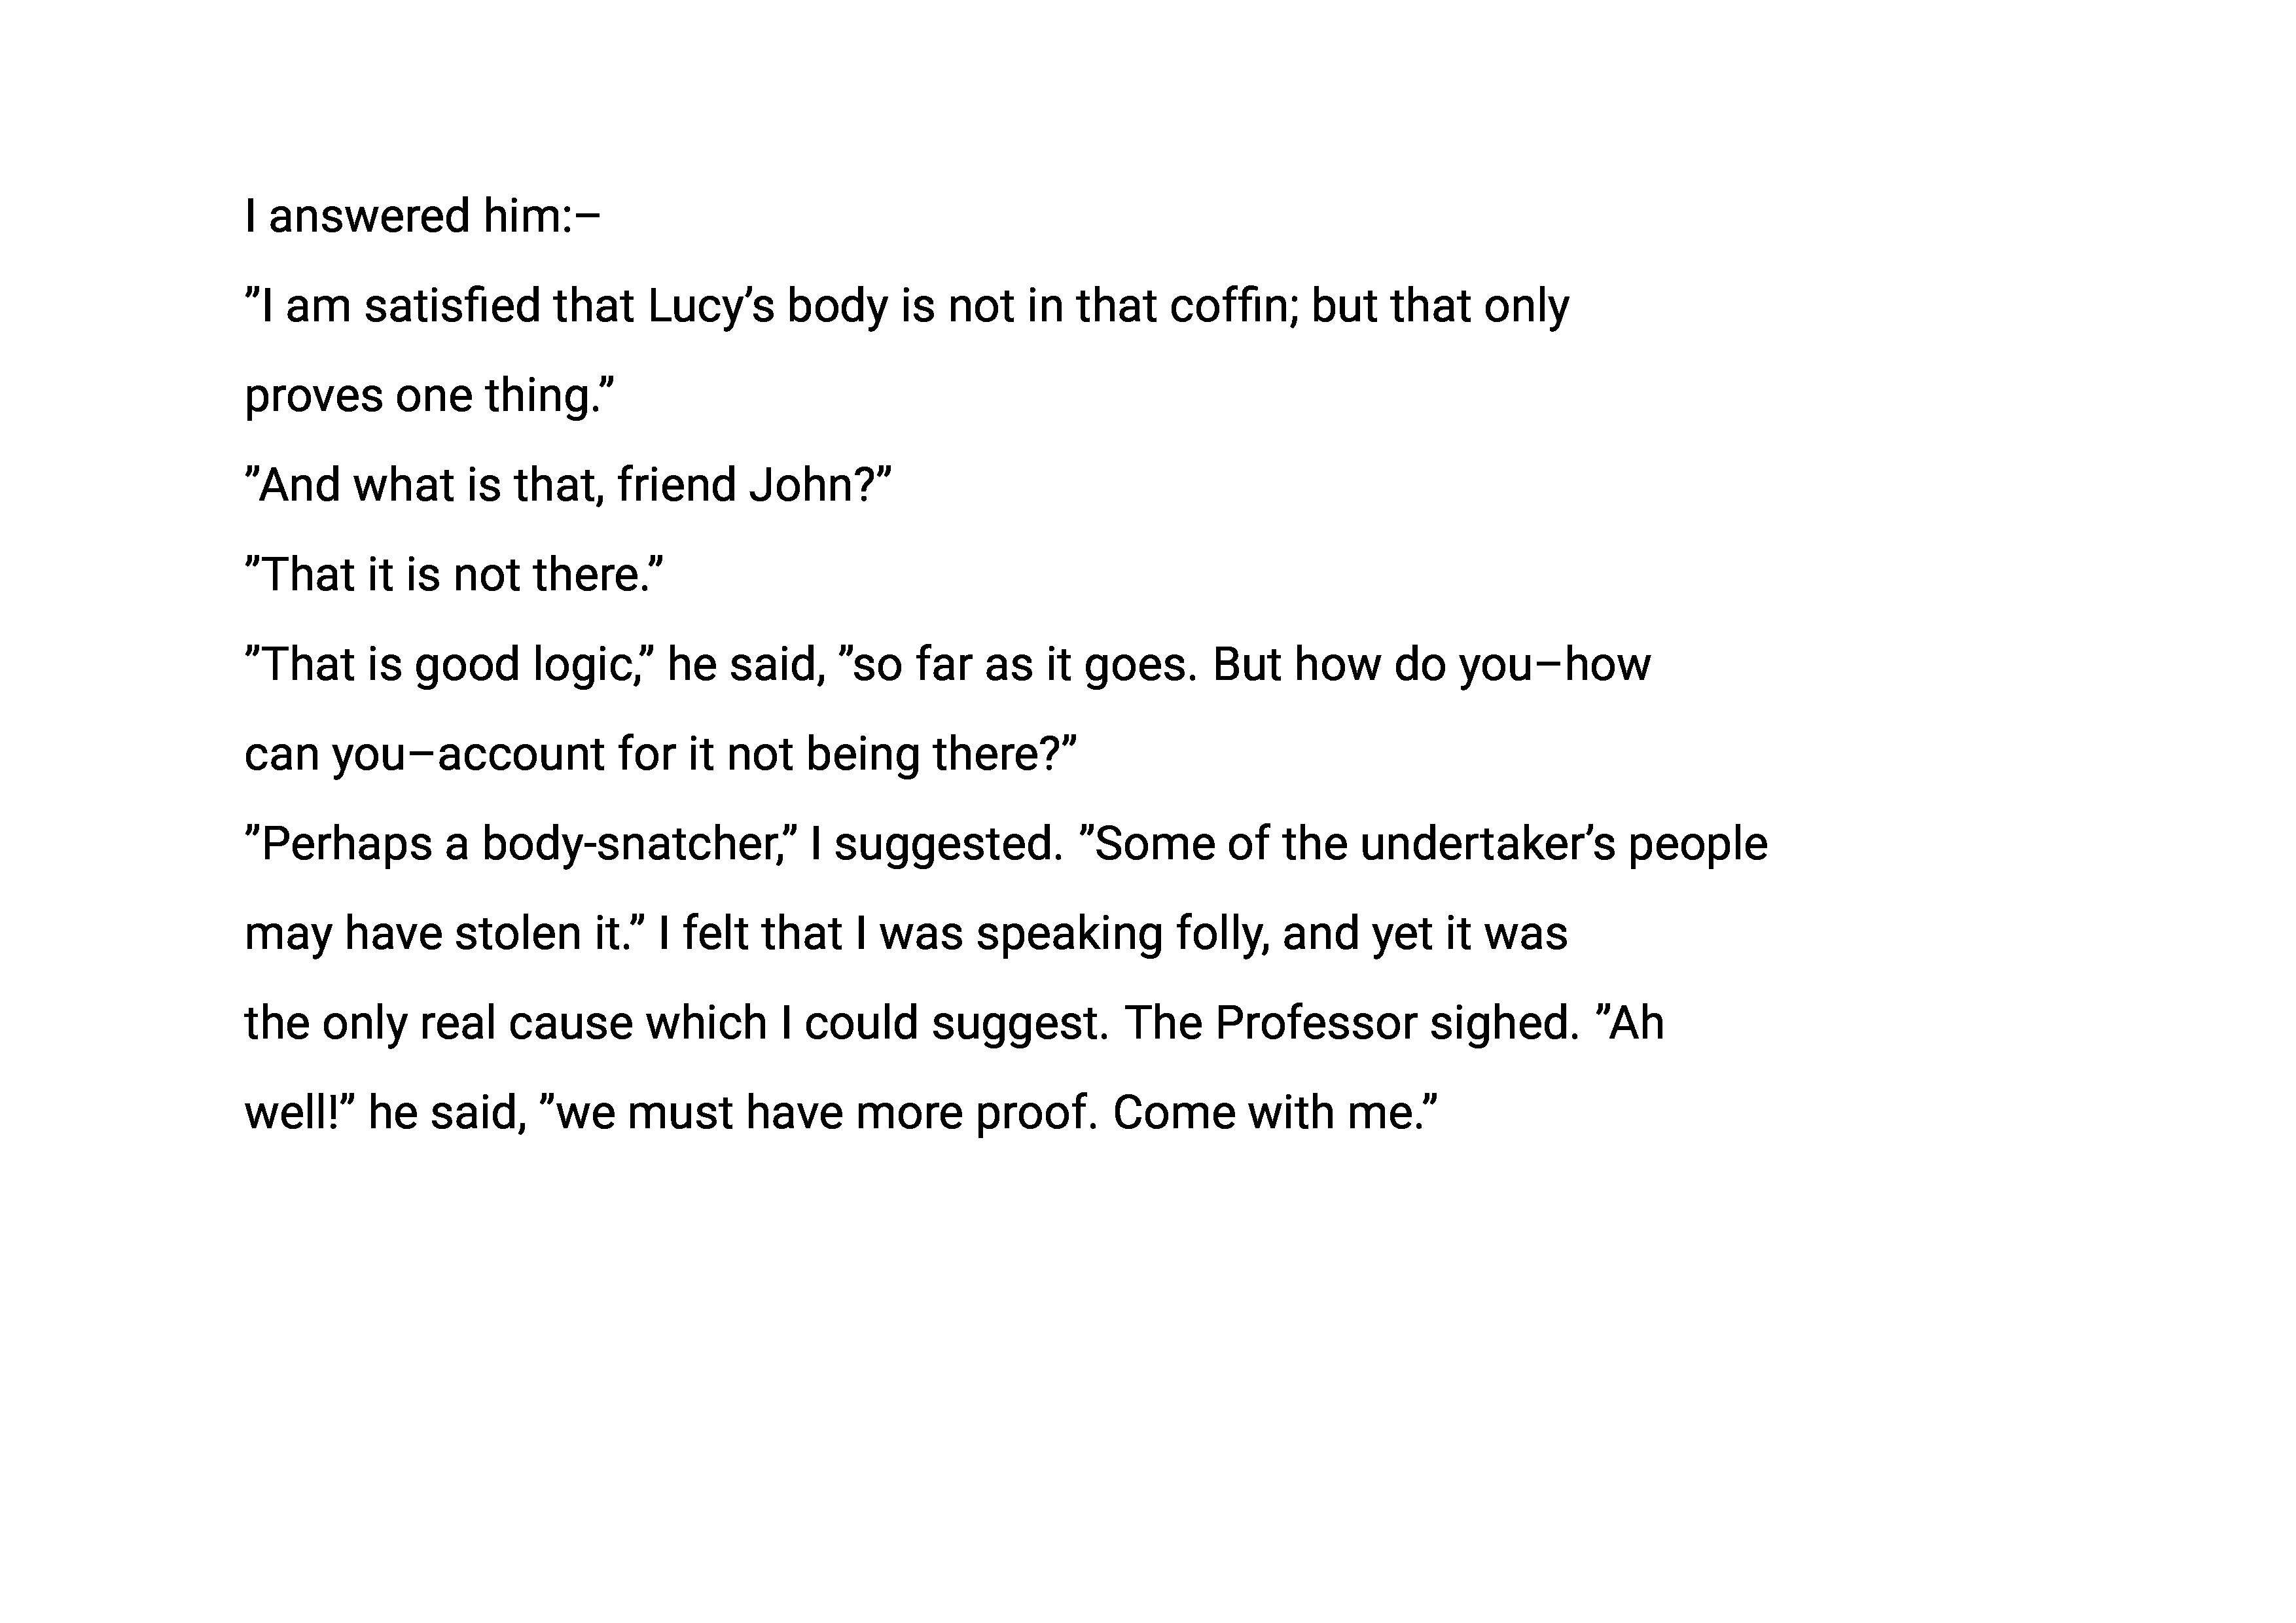 I answered him:–
”I am satisfied that Lucy’s body is not in that coffin; but that only
proves one thing.”
”And what is that, friend John?”
”That it is not there.”
”That is good logic,” he said, ”so far as it goes. But how do you–how
can you–account for it not being there?”
”Perhaps a body-snatcher,” I suggested. ”Some of the undertaker’s people
may have stolen it.” I felt that I was speaking folly, and yet it was
the only real cause which I could suggest. The Professor sighed. ”Ah
well!” he said, ”we must have more proof. Come with me.”